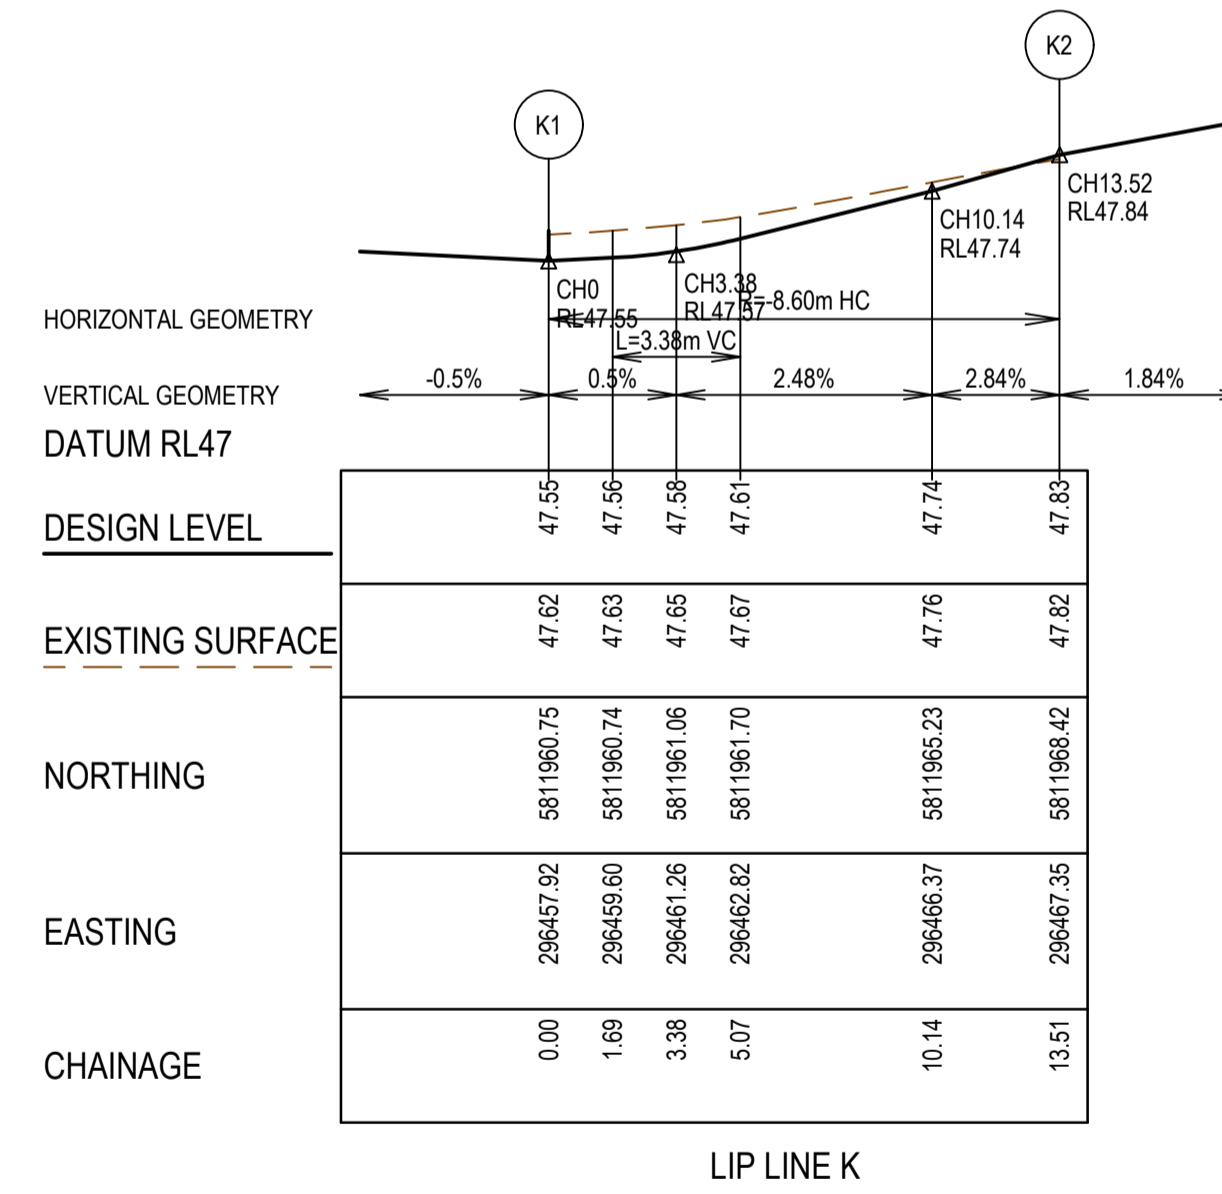 K2
K1
CH13.52
RL47.84
CH10.14
RL47.74
CH0
RL47.55
CH3.38
RL47.57
HORIZONTAL GEOMETRY
R=-8.60m HC
L=3.38m VC
VERTICAL GEOMETRY
-0.5% 0.5% 2.48% 2.84% 1.84%
DATUM RL47
DESIGN LEVEL 47.55 47.56 47.58 47.61 47.74 47.83
EXISTING SURFACE 47.62 47.63 47.65 47.67 47.76 47.82
NORTHING 5811960.75 5811960.74 5811961.06 5811961.70 5811965.23 5811968.42
EASTING 296457.92 296459.60 296461.26 296462.82 296466.37 296467.35
CHAINAGE 0.00 1.69 3.38 5.07 10.14 13.51
LIP LINE K